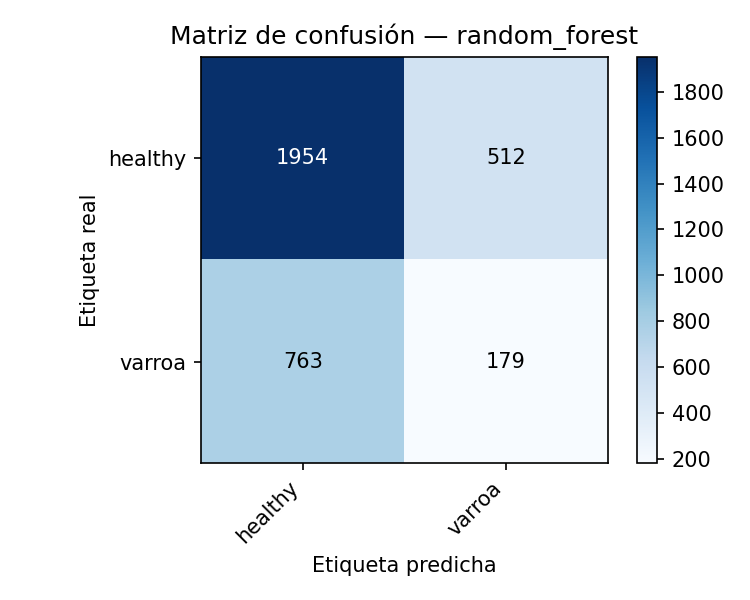 Matriz de confusión — random_forest
Etiqueta real
healthy
varroa
1954
512
763
179
healthy
varroa
Etiqueta predicha
1800
1600
1400
1200
1000
800
600
400
200